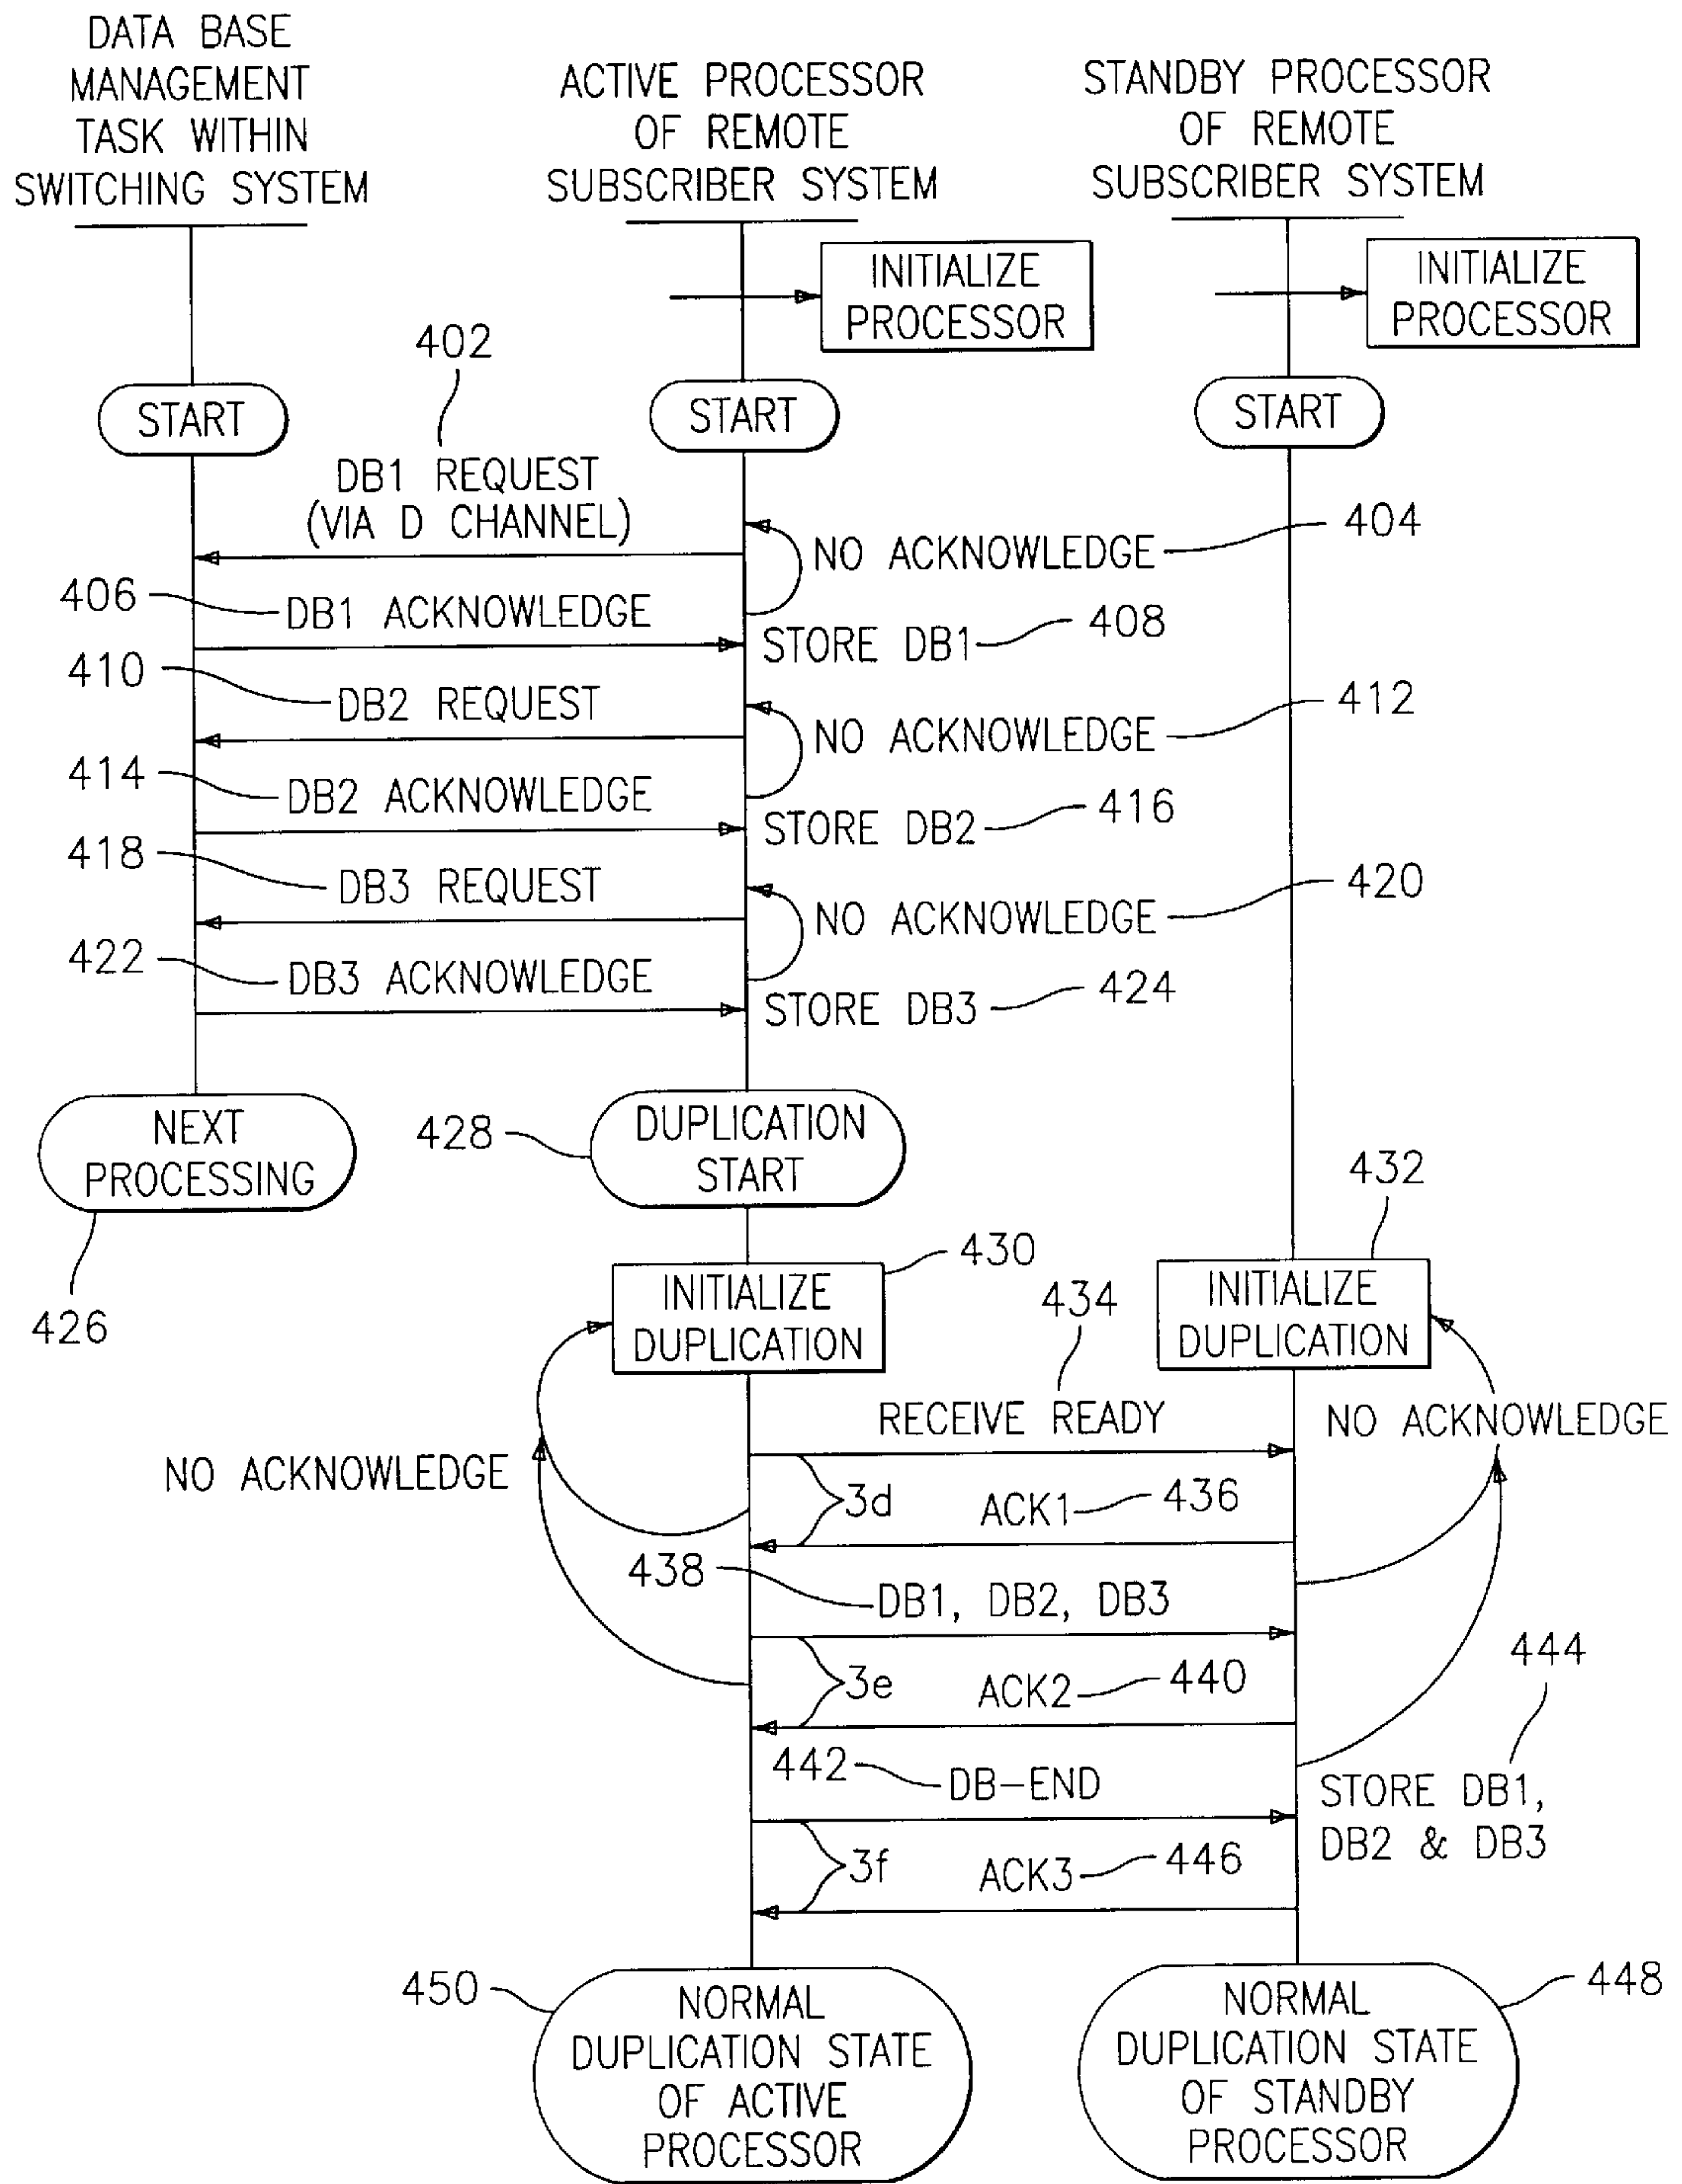 DATA BASE
MANAGEMENT
TASK WITHIN
SWITCHING SYSTEM
ACTIVE PROCESSOR
OF REMOTE
SUBSCRIBER SYSTEM
STANDBY PROCESSOR
OF REMOTE
SUBSCRIBER SYSTEM
INITIALIZE
PROCESSOR
INITIALIZE
PROCESSOR
402
START
START
START
DB1 REQUEST
(VIA D CHANNEL)
NO ACKNOWLEDGE
404
406
DB1 ACKNOWLEDGE
STORE DB1
408
410
DB2 REQUEST
NO ACKNOWLEDGE
412
414
DB2 ACKNOWLEDGE
STORE DB2
416
418
DB3 REQUEST
NO ACKNOWLEDGE
420
422
DB3 ACKNOWLEDGE
STORE DB3
424
NEXT
PROCESSING
426
428
DUPLICATION
START
430
INITIALIZE
DUPLICATION
432
INITIALIZE
DUPLICATION
434
RECEIVE READY
NO ACKNOWLEDGE
NO ACKNOWLEDGE
3d
ACK1
436
438
DB1, DB2, DB3
3e
ACK2
440
444
442
DB-END
STORE DB1,
DB2 & DB3
3f
ACK3
446
450
NORMAL
DUPLICATION STATE
OF ACTIVE
PROCESSOR
448
NORMAL
DUPLICATION STATE
OF STANDBY
PROCESSOR